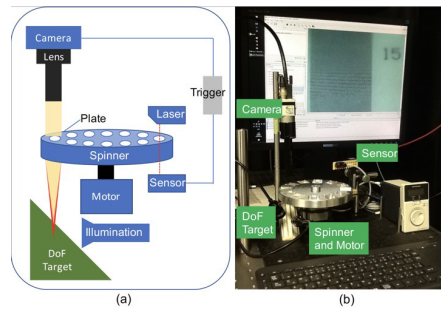 Camera
Lens
Laser
Trigger
Plate
Spinner
Sensor
Motor
Illumination
DoF
Target
(a)
15
Camera
Sensor
DoF
Target
Spinner
and Motor
(b)